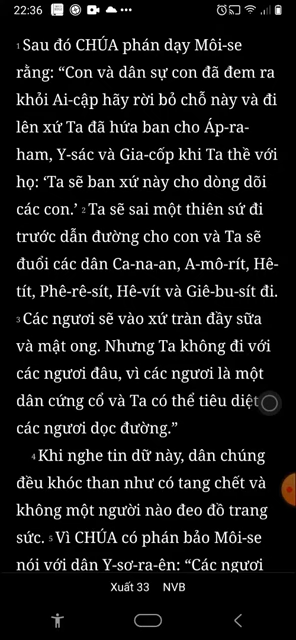 22:36
1 Sau đó CHÚA phán dạy Môi-se
rằng: “Con và dân sự con đã đem ra
khỏi Ai-cập hãy rời bỏ chỗ này và đi
lên xứ Ta đã hứa ban cho Áp-ra-
ham, Y-sác và Gia-cốp khi Ta thề với
họ: ‘Ta sẽ ban xứ này cho dòng dõi
các con.’ 2 Ta sẽ sai một thiên sứ đi
trước dẫn đường cho con và Ta sẽ
đuổi các dân Ca-na-an, A-mô-rít, Hê-
tít, Phê-rê-sít, Hê-vít và Giê-bu-sít đi.
3 Các ngươi sẽ vào xứ tràn đầy sữa
và mật ong. Nhưng Ta không đi với
các ngươi đâu, vì các ngươi là một
dân cứng cổ và Ta có thể tiêu diệt
các ngươi dọc đường.”
4 Khi nghe tin dữ này, dân chúng
đều khóc than như có tang chết và
không một người nào đeo đồ trang
sức. 5 Vì CHÚA có phán bảo Môi-se
nói với dân Y-sơ-ra-ên: “Các ngươi
Xuất 33 NVB